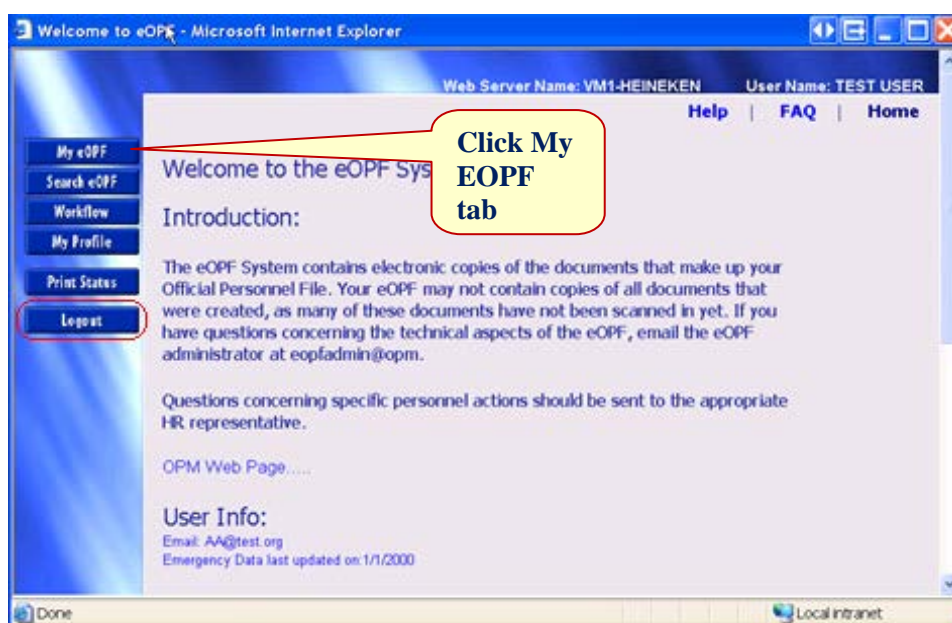 Welcome to eOPF - Microsoft Internet Explorer
Web Server Name: VM1-HEINEKEN User Name: TEST USER
Help | FAQ | Home
My eOPF
Search eOPF
Workflow
My Profile
Print Status
Logout
Click My
EOPF
tab
Welcome to the eOPF Sys
Introduction:
The eOPF System contains electronic copies of the documents that make up your
Official Personnel File. Your eOPF may not contain copies of all documents that
were created, as many of these documents have not been scanned in yet. If you
have questions concerning the technical aspects of the eOPF, email the eOPF
administrator at eopfadmin@opm.
Questions concerning specific personnel actions should be sent to the appropriate
HR representative.
OPM Web Page.....
User Info:
Email: AA@test.org
Emergency Data last updated on:1/1/2000
Done
Local intranet